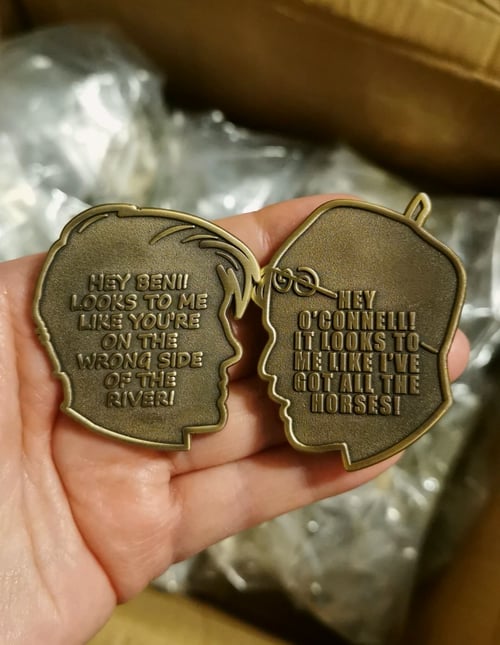 HEY BENI!
LOOKS TO ME
LIKE YOU'RE
ON THE
WRONG SIDE
OF THE
RIVER!
HEY
O'CONNELL!
IT LOOKS TO
ME LIKE I'VE
GOT ALL THE
HORSES!